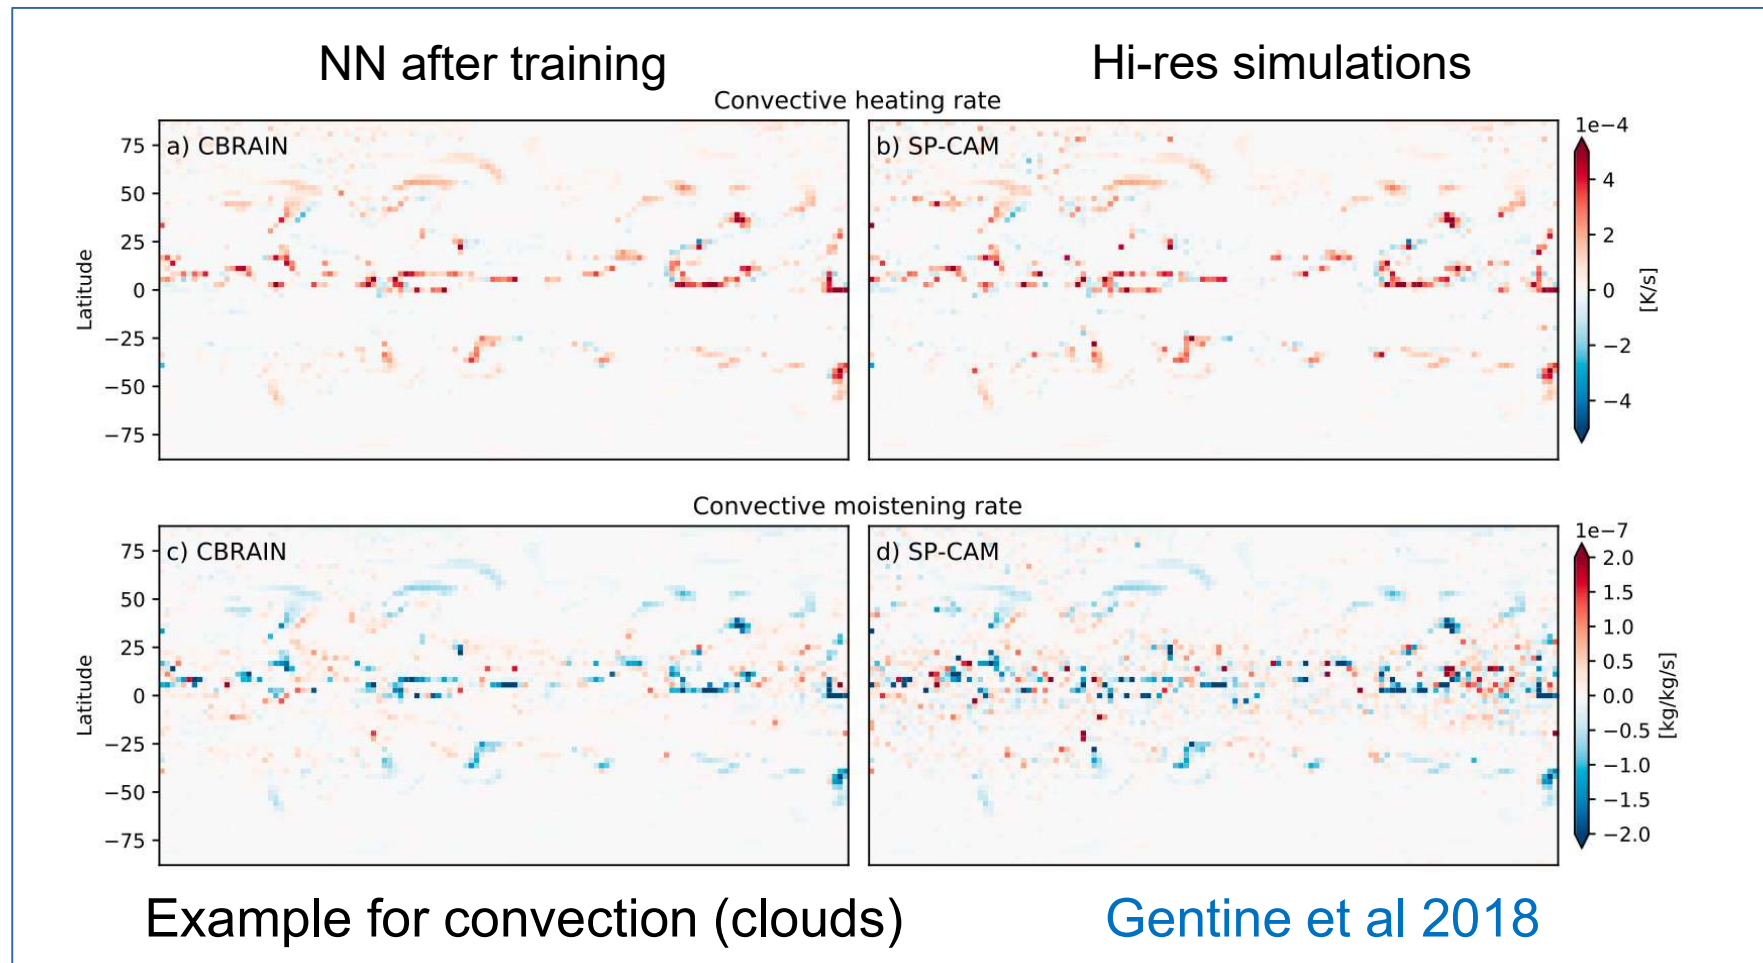 NN after training
Hi-res simulations
Convective heating rate
a) CBRAIN
b) SP-CAM
1e−4
75
50
25
0
−25
−50
−75
Latitude
4
2
0
−2
−4
[K/s]
Convective moistening rate
c) CBRAIN
d) SP-CAM
1e−7
75
50
25
0
−25
−50
−75
Latitude
2.0
1.5
1.0
0.5
0.0
−0.5
−1.0
−1.5
−2.0
[kg/kg/s]
Example for convection (clouds)
Gentine et al 2018